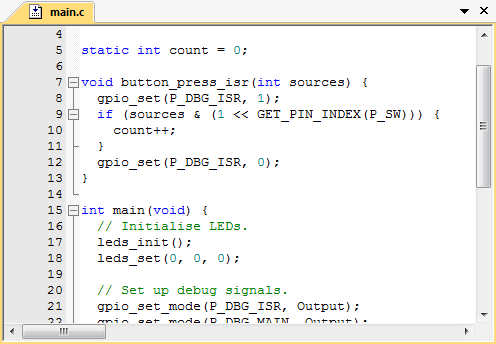 main.c
4
5 static int count = 0;
6
7 void button_press_isr(int sources) {
8   gpio_set(P_DBG_ISR, 1);
9   if (sources & (1 << GET_PIN_INDEX(P_SW))) {
10     count++;
11   }
12   gpio_set(P_DBG_ISR, 0);
13 }
14
15 int main(void) {
16   // Initialise LEDs.
17   leds_init();
18   leds_set(0, 0, 0);
19
20   // Set up debug signals.
21   gpio_set_mode(P_DBG_ISR, Output);
22   gpio_set_mode(P_DBG_MAIN, Output);